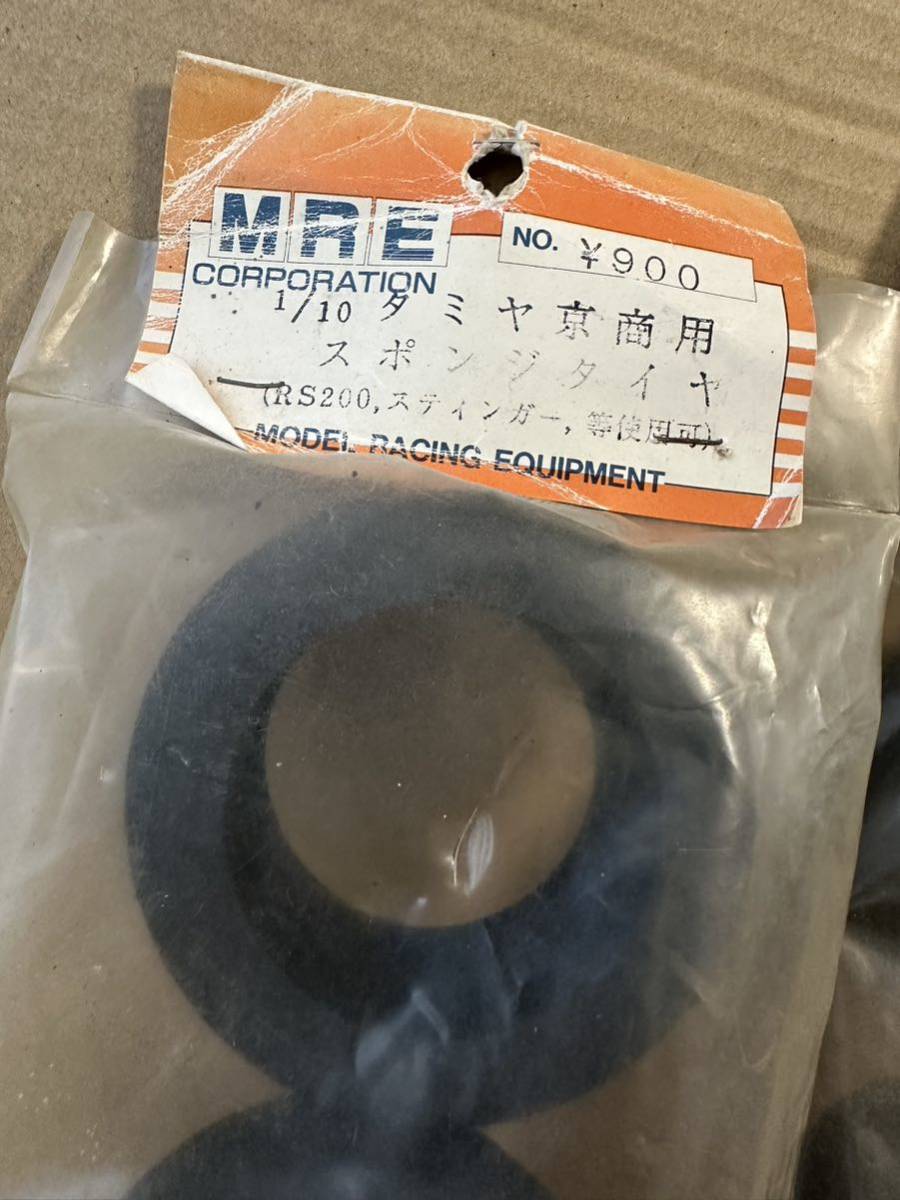 MRE
CORPORATION
NO. ¥900
1/10 タミヤ京商用
スポンジタイヤ
(RS200,スティンガー,等使用可)
MODEL RACING EQUIPMENT